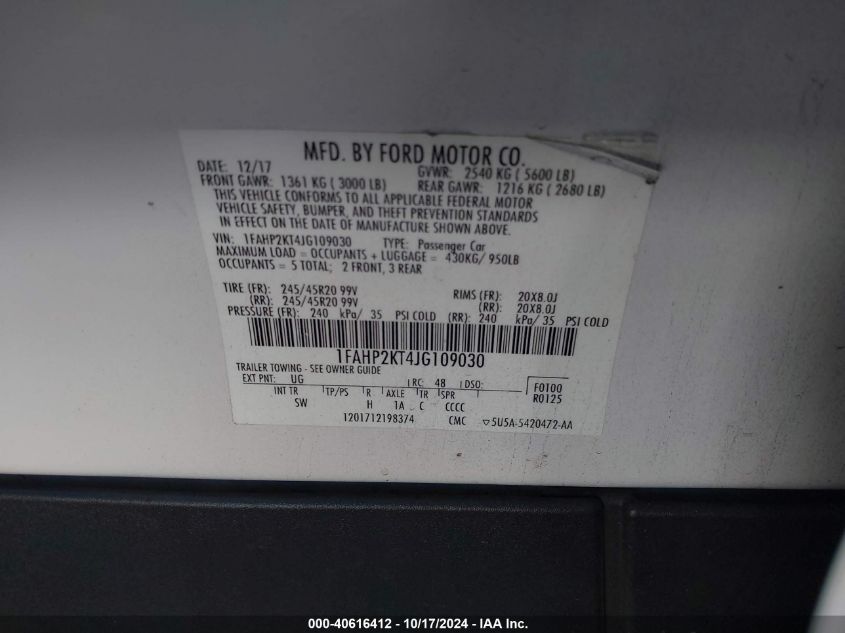 MFD. BY FORD MOTOR CO.
DATE: 12/17 GVWR: 2540 KG ( 5600 LB)
FRONT GAWR: 1361 KG ( 3000 LB) REAR GAWR: 1216 KG ( 2680 LB)
THIS VEHICLE CONFORMS TO ALL APPLICABLE FEDERAL MOTOR
VEHICLE SAFETY, BUMPER, AND THEFT PREVENTION STANDARDS
IN EFFECT ON THE DATE OF MANUFACTURE SHOWN ABOVE.
VIN: 1FAHP2KT4JG109030 TYPE: Passenger Car
MAXIMUM LOAD = OCCUPANTS + LUGGAGE = 430KG/ 950LB
OCCUPANTS = 5 TOTAL; 2 FRONT, 3 REAR
TIRE (FR): 245/45R20 99V RIMS (FR): 20X8.0J
(RR): 245/45R20 99V (RR): 20X8.0J
PRESSURE (FR): 240 kPa/ 35 PSI COLD (RR): 240 kPa/ 35 PSI COLD
1FAHP2KT4JG109030
TRAILER TOWING - SEE OWNER GUIDE
EXT PNT: UG RC: 48 DSO: F0100
INT TR TP/PS R AXLE TR SPR R0125
SW H 1A C CCCC
1201712198374 CMC ▽5U5A-5420472-AA
000-40616412 - 10/17/2024 - IAA Inc.